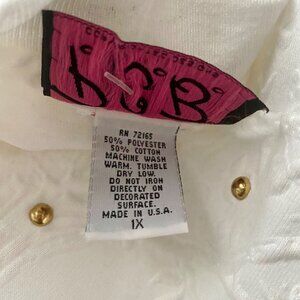 J.C.B.
RN 72165
50% POLYESTER
50% COTTON
MACHINE WASH
WARM. TUMBLE
DRY LOW.
DO NOT IRON
DIRECTLY ON
DECORATED
SURFACE.
MADE IN U.S.A.
1X